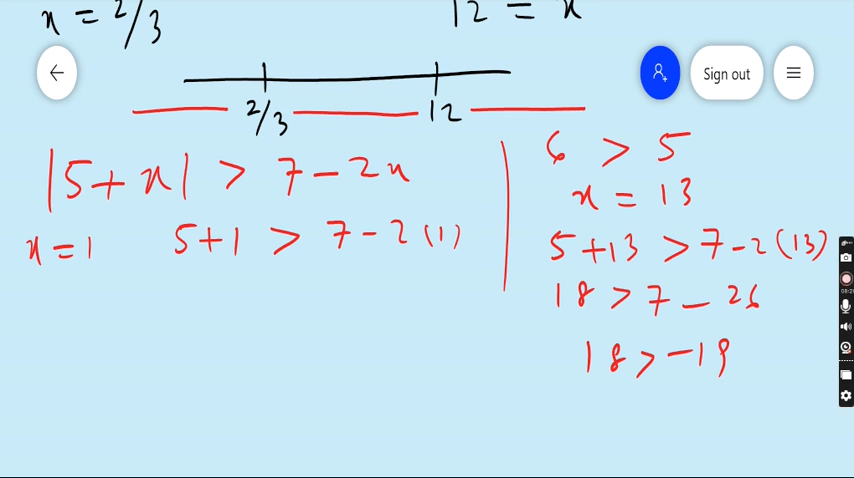 x = 2/3
12 = x
Sign out
2/3
12
|5 + x| > 7 - 2x
x = 1 5 + 1 > 7 - 2 (1)
6 > 5
x = 13
5 + 13 > 7 - 2 (13)
18 > 7 - 26
18 > -19